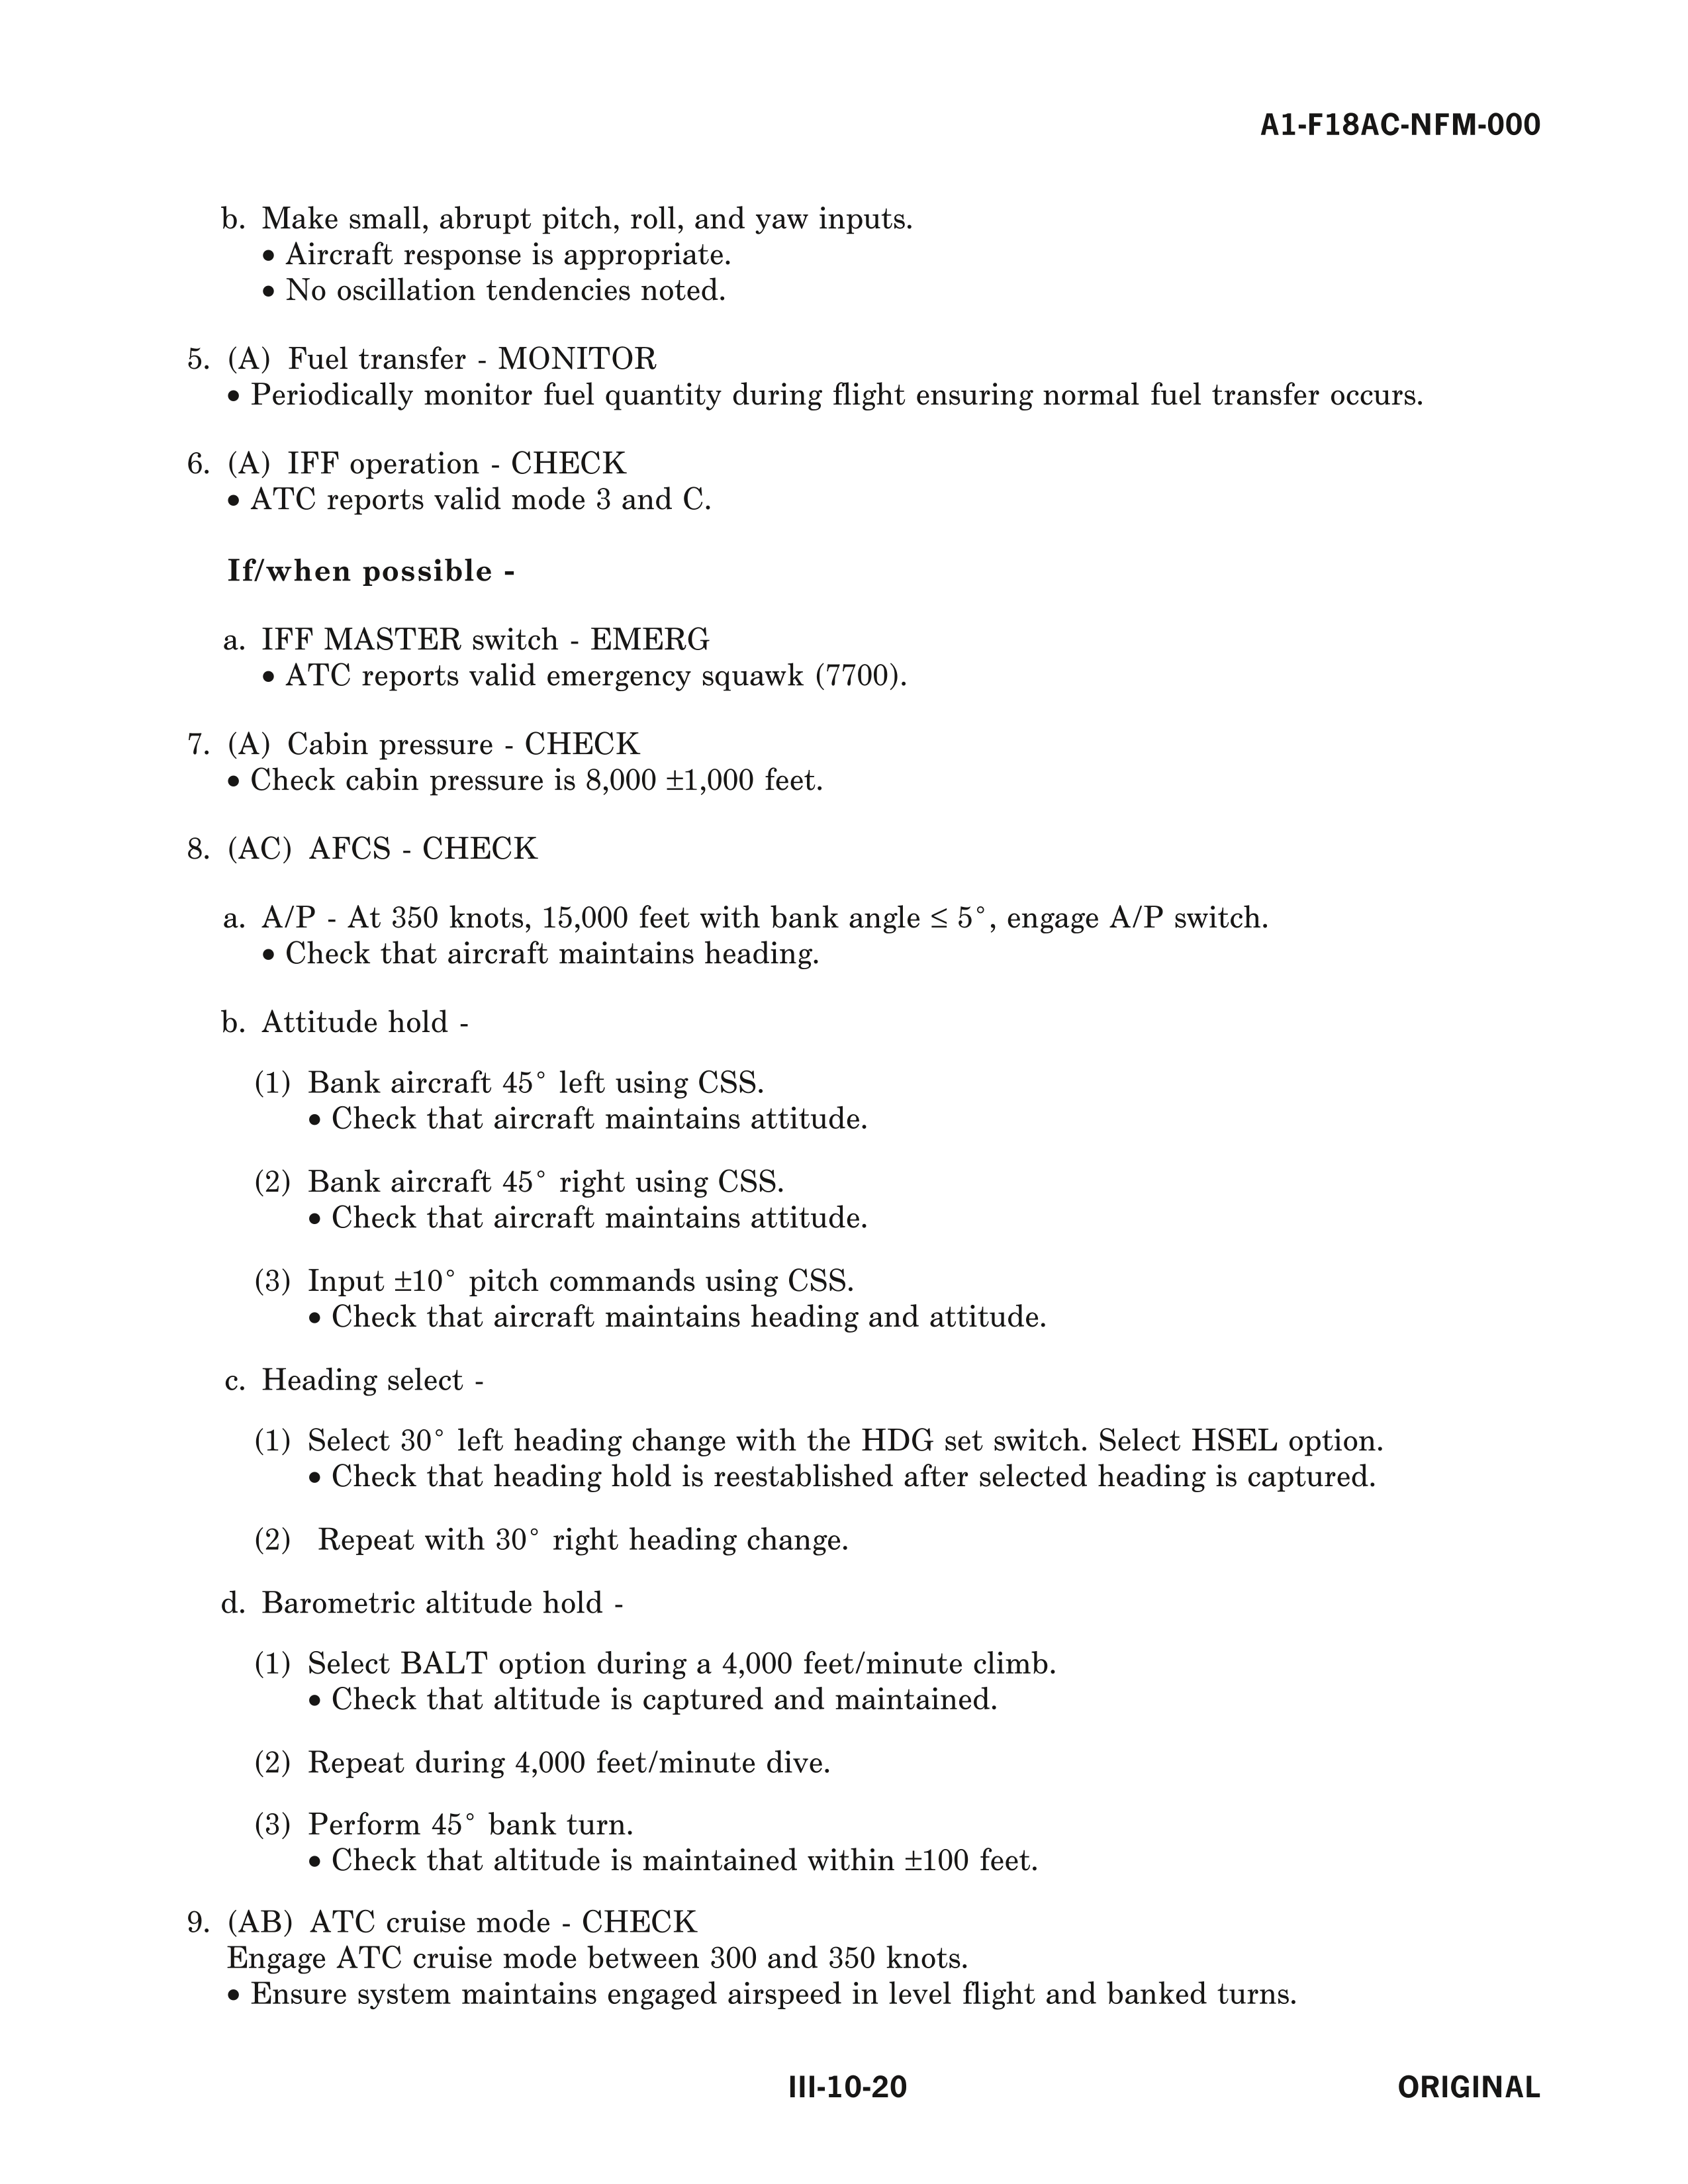 A1-F18AC-NFM-000
b. Make small, abrupt pitch, roll, and yaw inputs.
• Aircraft response is appropriate.
• No oscillation tendencies noted.
5. (A) Fuel transfer - MONITOR
• Periodically monitor fuel quantity during flight ensuring normal fuel transfer occurs.
6. (A) IFF operation - CHECK
• ATC reports valid mode 3 and C.
If/when possible -
a. IFF MASTER switch - EMERG
• ATC reports valid emergency squawk (7700).
7. (A) Cabin pressure - CHECK
• Check cabin pressure is 8,000 ±1,000 feet.
8. (AC) AFCS - CHECK
a. A/P - At 350 knots, 15,000 feet with bank angle ≤ 5°, engage A/P switch.
• Check that aircraft maintains heading.
b. Attitude hold -
(1) Bank aircraft 45° left using CSS.
• Check that aircraft maintains attitude.
(2) Bank aircraft 45° right using CSS.
• Check that aircraft maintains attitude.
(3) Input ±10° pitch commands using CSS.
• Check that aircraft maintains heading and attitude.
c. Heading select -
(1) Select 30° left heading change with the HDG set switch. Select HSEL option.
• Check that heading hold is reestablished after selected heading is captured.
(2) Repeat with 30° right heading change.
d. Barometric altitude hold -
(1) Select BALT option during a 4,000 feet/minute climb.
• Check that altitude is captured and maintained.
(2) Repeat during 4,000 feet/minute dive.
(3) Perform 45° bank turn.
• Check that altitude is maintained within ±100 feet.
9. (AB) ATC cruise mode - CHECK
Engage ATC cruise mode between 300 and 350 knots.
• Ensure system maintains engaged airspeed in level flight and banked turns.
III-10-20
ORIGINAL